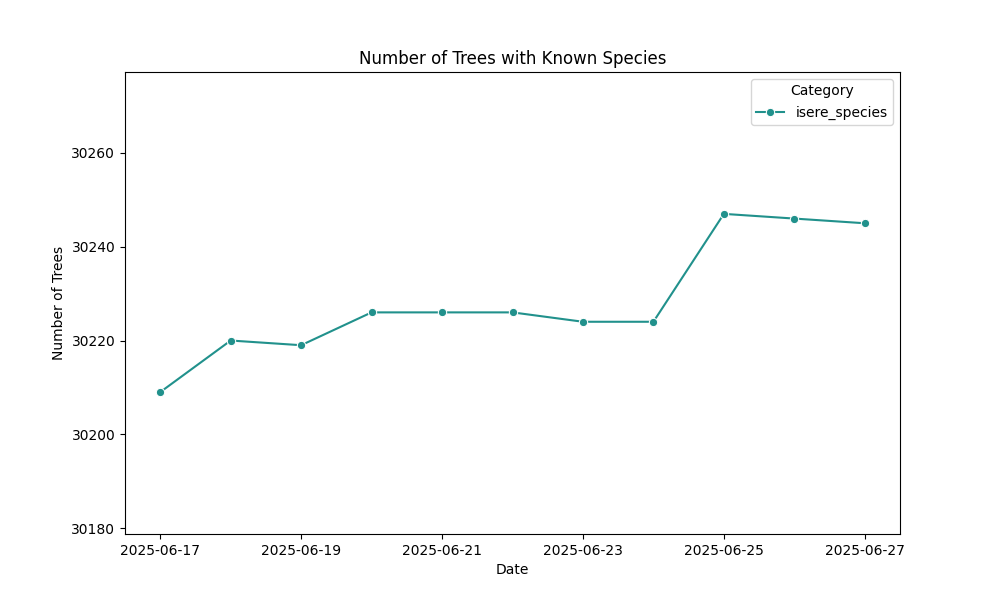 Number of Trees with Known Species
Category
isere_species
30260
30240
30220
30200
30180
Number of Trees
2025-06-17
2025-06-19
2025-06-21
2025-06-23
2025-06-25
2025-06-27
Date